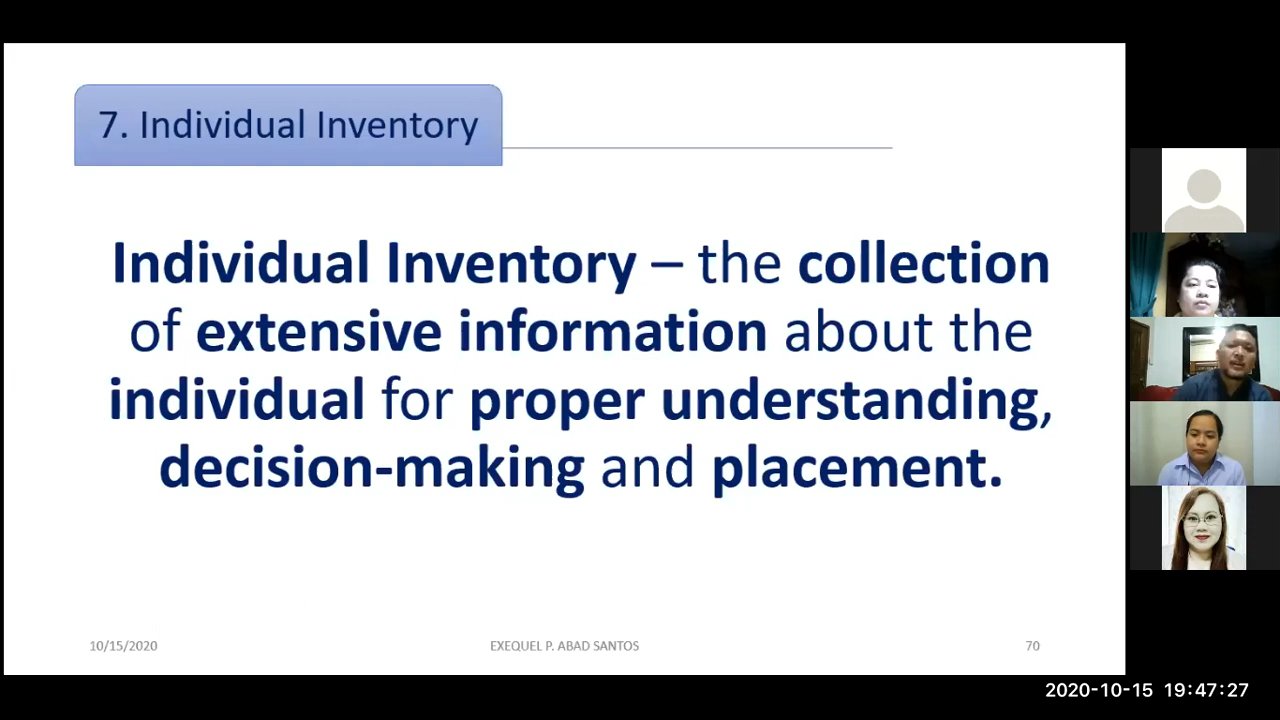 7. Individual Inventory
Individual Inventory – the collection
of extensive information about the
individual for proper understanding,
decision-making and placement.
10/15/2020
EXEQUEL P. ABAD SANTOS
70
2020-10-15 19:47:27